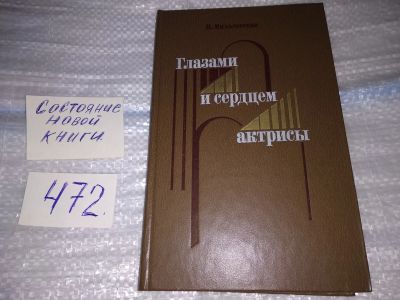 Глазами
и сердцем
актрисы
Состояние
новой
книги
472.